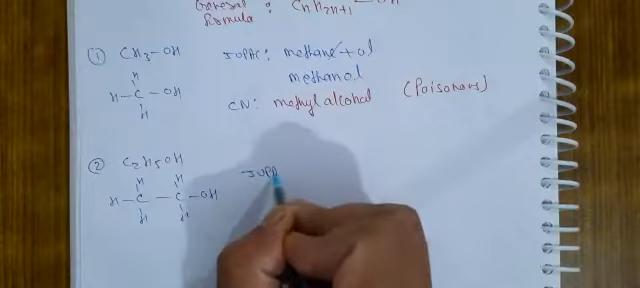 General Formula : CnH2n+1 - OH
① CH3-OH IUPAC: methane + ol
methanol
H H-C-OH H
CN: methyl alcohol (Poisonous)
② C2H5OH
IUPA
H H
H-C-C-OH
H H